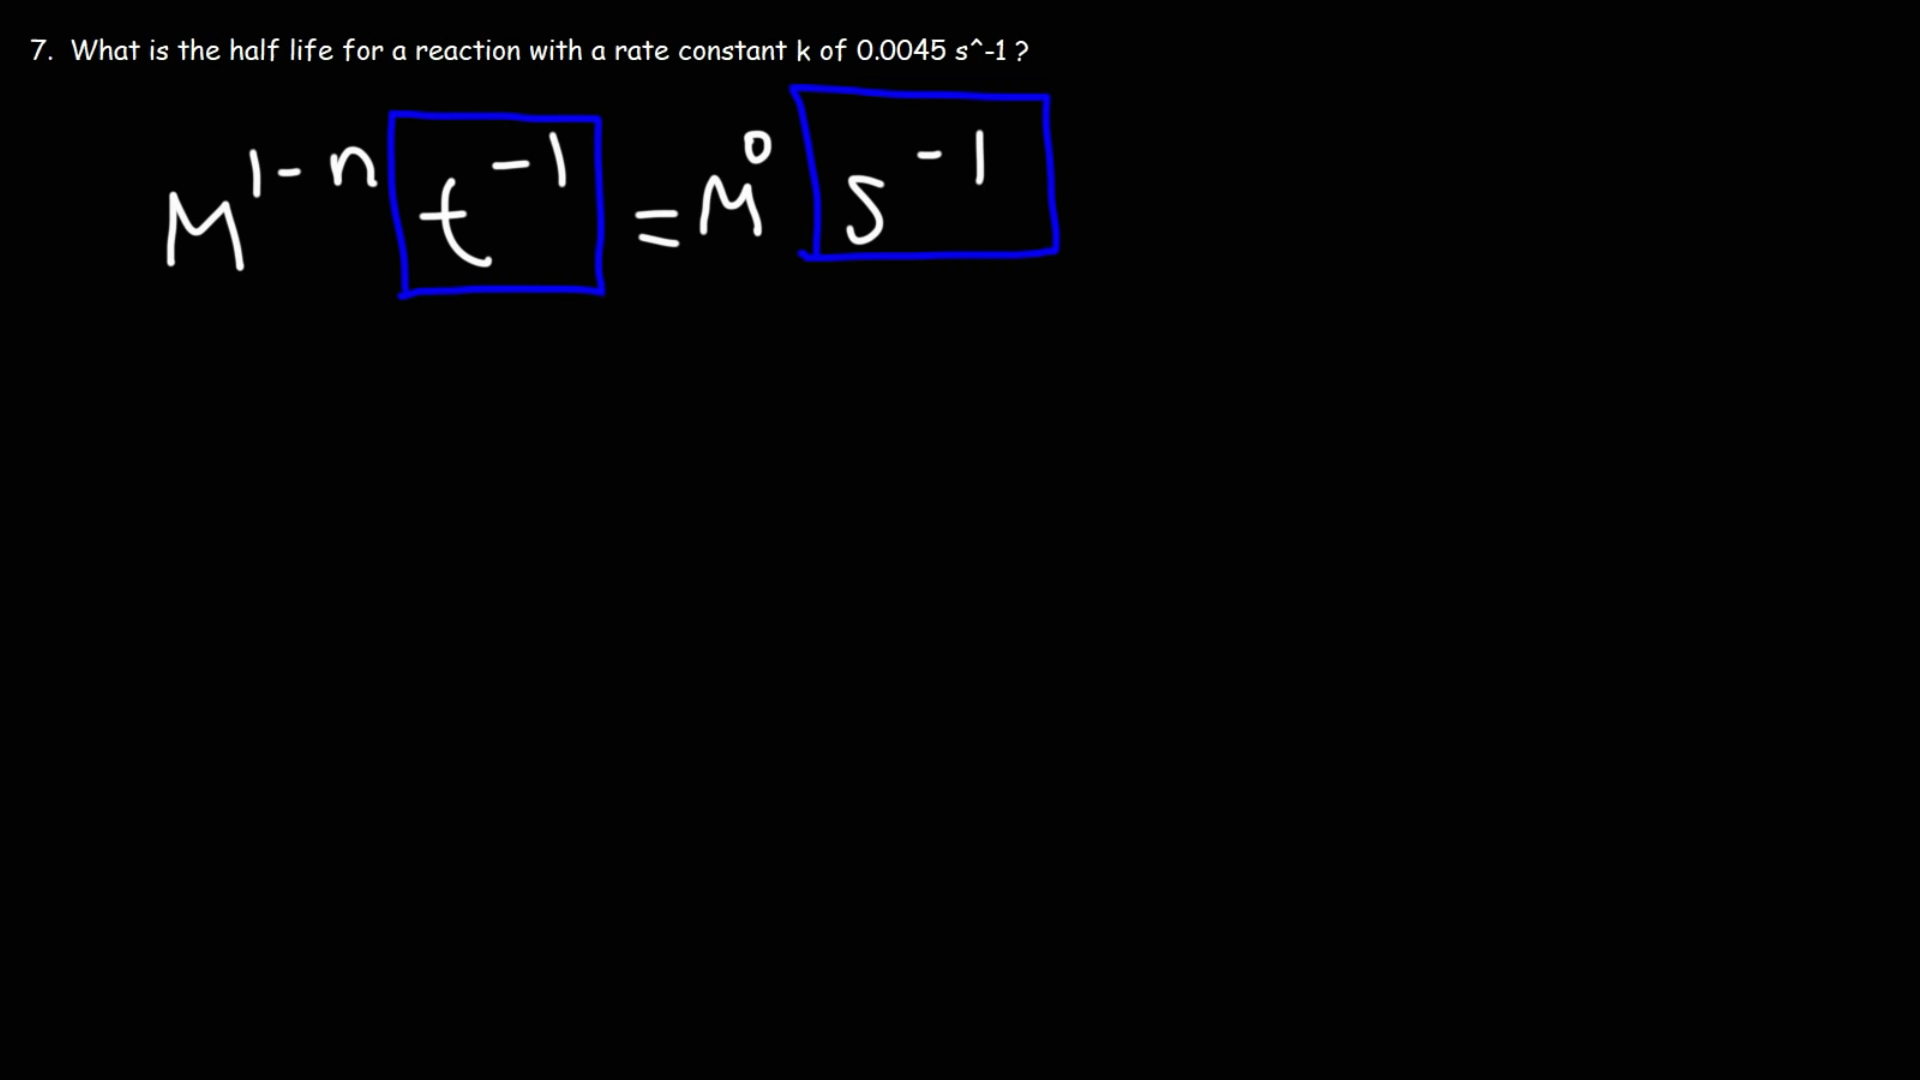 7. What is the half life for a reaction with a rate constant k of 0.0045 s^-1 ?
M^{1-n} t^{-1} = M^{0} s^{-1}